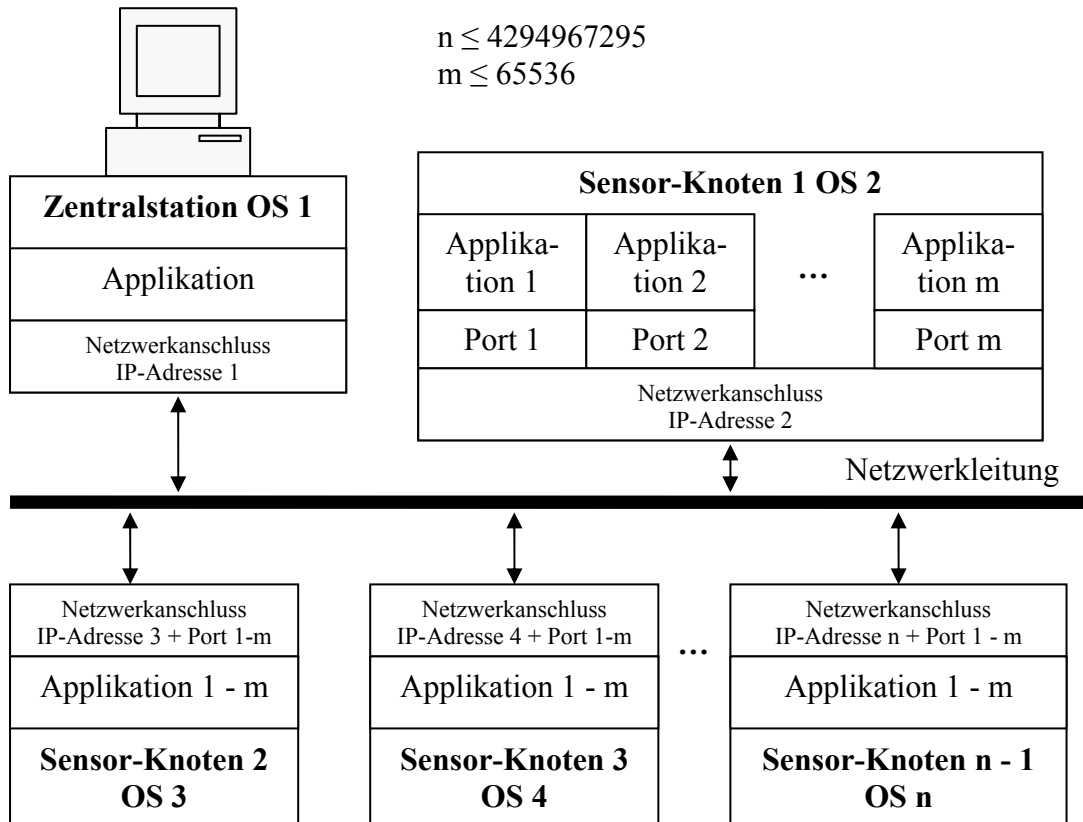 n ≤ 4294967295
m ≤ 65536
Zentralstation OS 1
Applikation
Netzwerkanschluss
IP-Adresse 1
Sensor-Knoten 1 OS 2
Applika-
tion 1
Applika-
tion 2
...
Applika-
tion m
Port 1
Port 2
Port m
Netzwerkanschluss
IP-Adresse 2
Netzwerkleitung
Netzwerkanschluss
IP-Adresse 3 + Port 1-m
Applikation 1 - m
Sensor-Knoten 2
OS 3
Netzwerkanschluss
IP-Adresse 4 + Port 1-m
Applikation 1 - m
Sensor-Knoten 3
OS 4
...
Netzwerkanschluss
IP-Adresse n + Port 1 - m
Applikation 1 - m
Sensor-Knoten n - 1
OS n